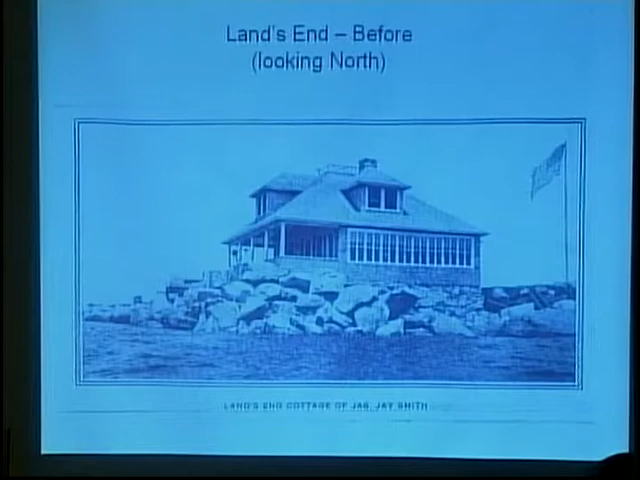 Land's End – Before
(looking North)
LAND'S END COTTAGE OF JAS. JAY SMITH